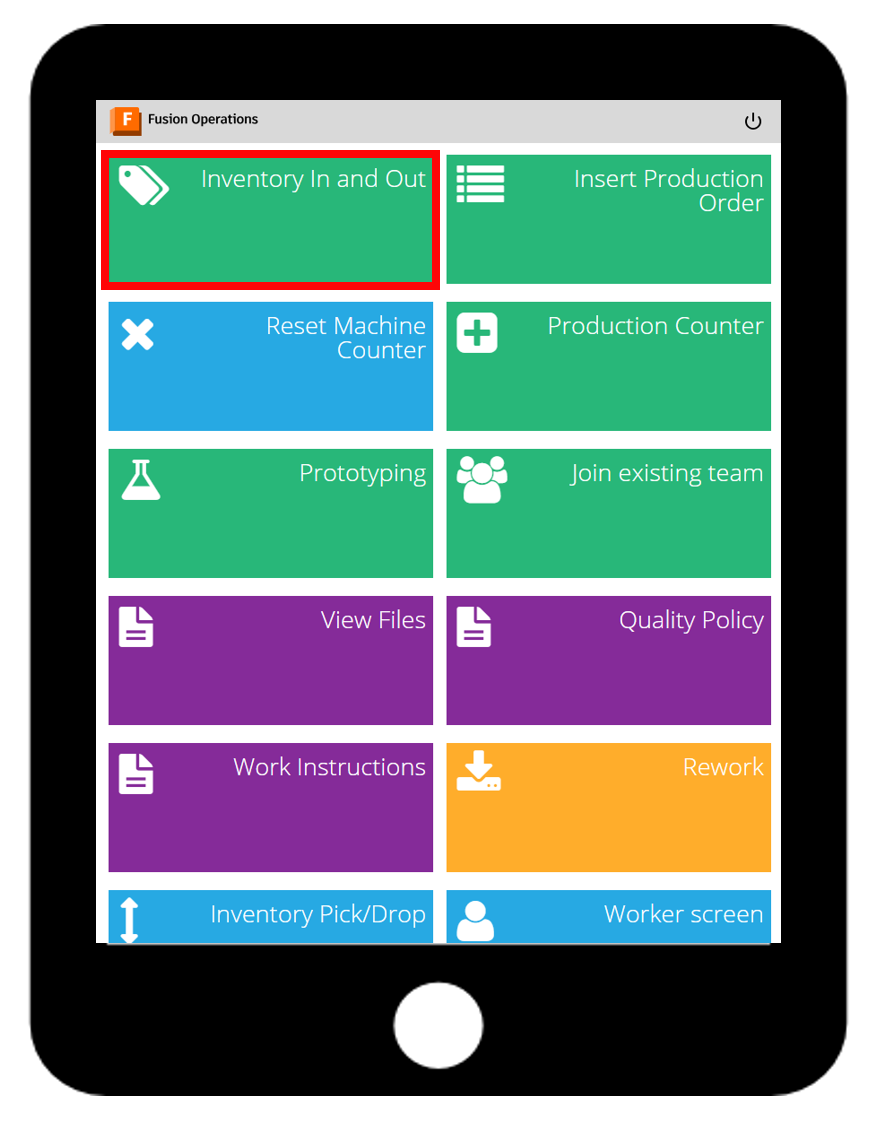 F Fusion Operations
Inventory In and Out
Insert Production
Order
Reset Machine
Counter
Production Counter
Prototyping
Join existing team
View Files
Quality Policy
Work Instructions
Rework
Inventory Pick/Drop
Worker screen